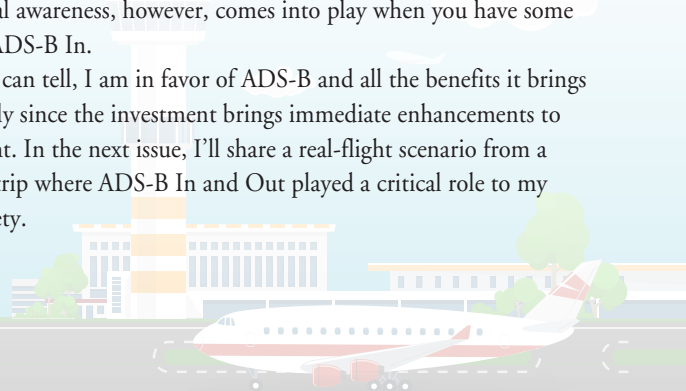 al awareness, however, comes into play when you have some
ADS-B In.
can tell, I am in favor of ADS-B and all the benefits it brings
ly since the investment brings immediate enhancements to
nt. In the next issue, I’ll share a real-flight scenario from a
trip where ADS-B In and Out played a critical role to my
ety.